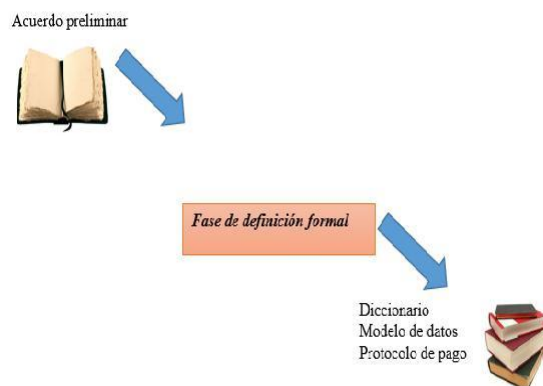 Acuerdo preliminar
Fase de definición formal
Diccionario
Modelo de datos
Protocolo de pago